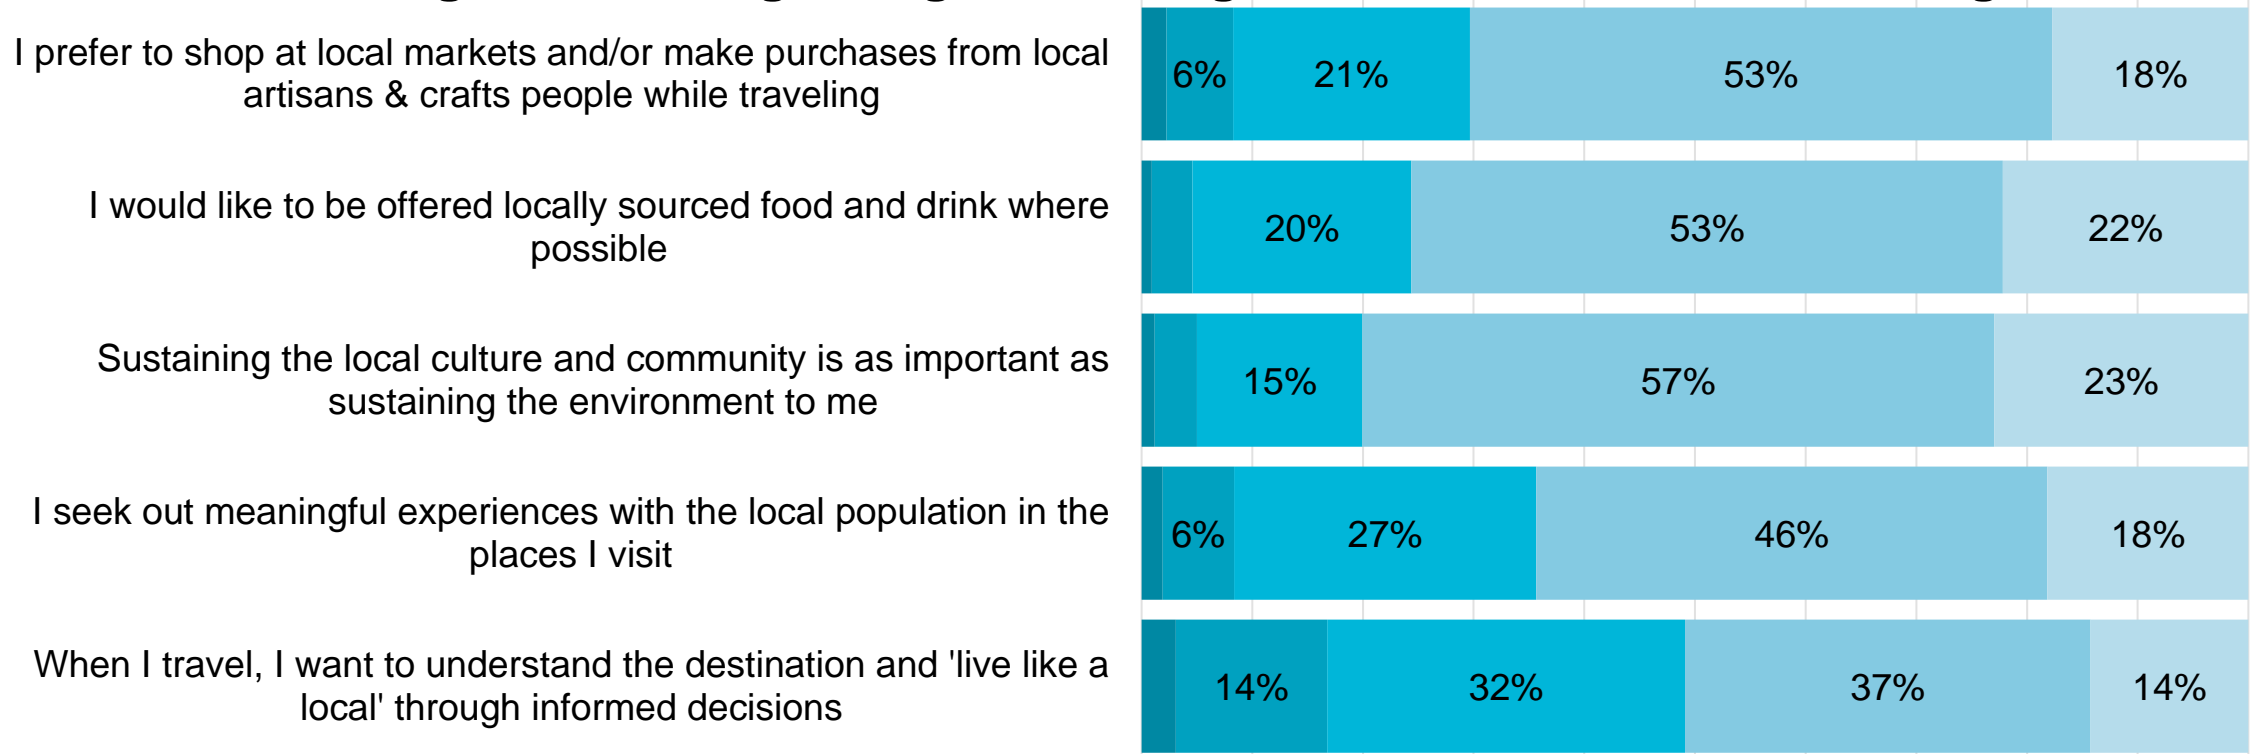 I prefer to shop at local markets and/or make purchases from local
artisans & crafts people while traveling
6% 21% 53% 18%
I would like to be offered locally sourced food and drink where
possible
20% 53% 22%
Sustaining the local culture and community is as important as
sustaining the environment to me
15% 57% 23%
I seek out meaningful experiences with the local population in the
places I visit
6% 27% 46% 18%
When I travel, I want to understand the destination and 'live like a
local' through informed decisions
14% 32% 37% 14%